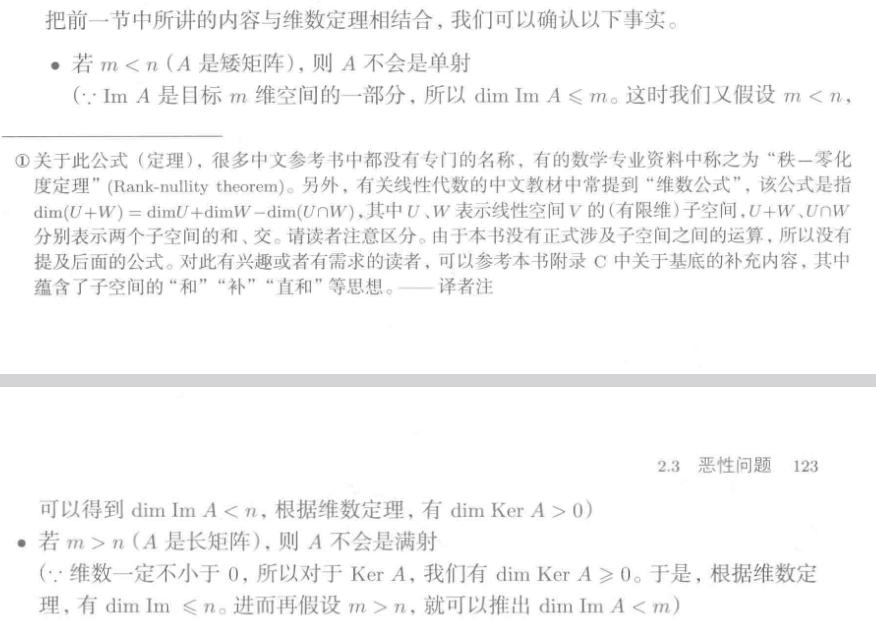 把前一节中所讲的内容与维数定理相结合，我们可以确认以下事实。
• 若 m < n（A 是矮矩阵），则 A 不会是单射
(∵ Im A 是目标 m 维空间的一部分，所以 dim Im A ⩽ m。这时我们又假设 m < n，
①关于此公式（定理），很多中文参考书中都没有专门的名称，有的数学专业资料中称之为“秩—零化
度定理”(Rank-nullity theorem)。另外，有关线性代数的中文教材中常提到“维数公式”，该公式是指
dim(U+W) = dimU+dimW−dim(U∩W)，其中 U、W 表示线性空间 V 的(有限维)子空间，U+W、U∩W
分别表示两个子空间的和、交。请读者注意区分。由于本书没有正式涉及子空间之间的运算，所以没有
提及后面的公式。对此有兴趣或者有需求的读者，可以参考本书附录 C 中关于基底的补充内容，其中
蕴含了子空间的“和”“补”“直和”等思想。—— 译者注
2.3 恶性问题 123
可以得到 dim Im A < n，根据维数定理，有 dim Ker A > 0）
• 若 m > n（A 是长矩阵），则 A 不会是满射
(∵ 维数一定不小于 0，所以对于 Ker A，我们有 dim Ker A ⩾ 0。于是，根据维数定
理，有 dim Im ⩽ n。进而再假设 m > n，就可以推出 dim Im A < m）